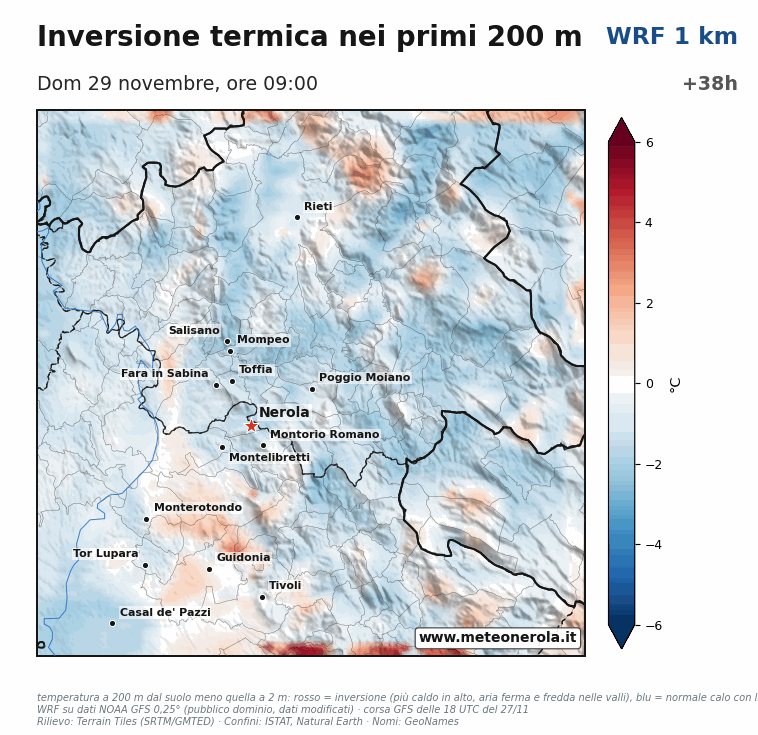 Inversione termica nei primi 200 m WRF 1 km
Dom 29 novembre, ore 09:00 +38h
Rieti
Salisano
Mompeo
Fara in Sabina
Toffia
Poggio Moiano
Nerola
Montorio Romano
Montelibretti
Monterotondo
Tor Lupara
Guidonia
Tivoli
Casal de' Pazzi
www.meteonerola.it
6
4
2
0
−2
−4
−6
°C
temperatura a 200 m dal suolo meno quella a 2 m: rosso = inversione (più caldo in alto, aria ferma e fredda nelle valli), blu = normale calo con l
WRF su dati NOAA GFS 0,25° (pubblico dominio, dati modificati) · corsa GFS delle 18 UTC del 27/11
Rilievo: Terrain Tiles (SRTM/GMTED) · Confini: ISTAT, Natural Earth · Nomi: GeoNames